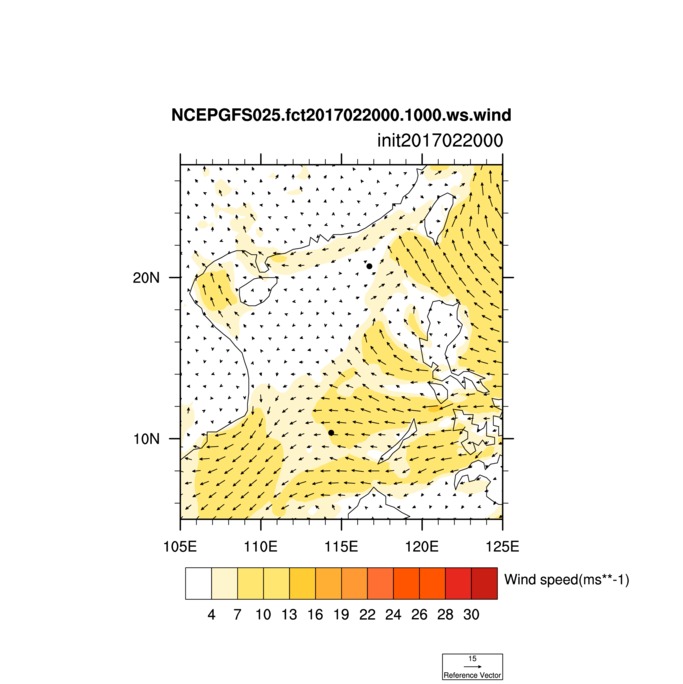 NCEPGFS025.fct2017022000.1000.ws.wind
init2017022000
20N
10N
105E 110E 115E 120E 125E
Wind speed(ms**-1)
4 7 10 13 16 19 22 24 26 28 30
15
Reference Vector